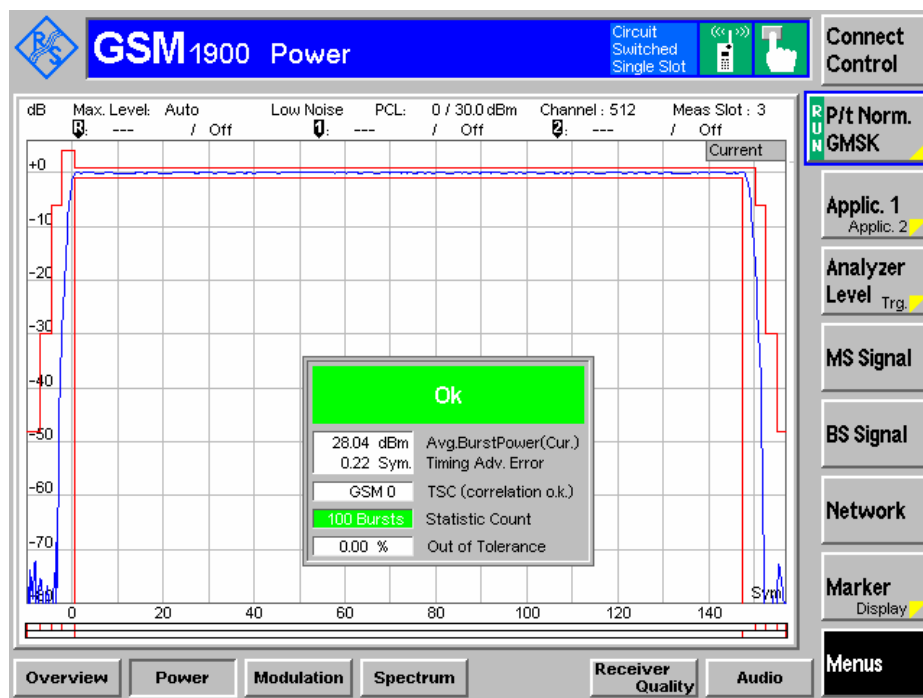 R S
GSM 1900 Power
Circuit
Switched
Single Slot
Connect
Control
dB Max. Level: Auto Low Noise PCL: 0 / 30.0 dBm Channel : 512 Meas Slot : 3
R: --- / Off 1: --- / Off 2: --- / Off
Current
RUN
P/t Norm.
GMSK
Applic. 1
Applic. 2
Analyzer
Level Trg.
MS Signal
BS Signal
Network
Marker
Display
Menus
+0
-10
-20
-30
-40
-50
-60
-70
-80
Ok
28.04 dBm Avg.BurstPower(Cur.)
0.22 Sym. Timing Adv. Error
GSM 0 TSC (correlation o.k.)
100 Bursts Statistic Count
0.00 % Out of Tolerance
Sym
0 20 40 60 80 100 120 140
Overview Power Modulation Spectrum Receiver Quality Audio